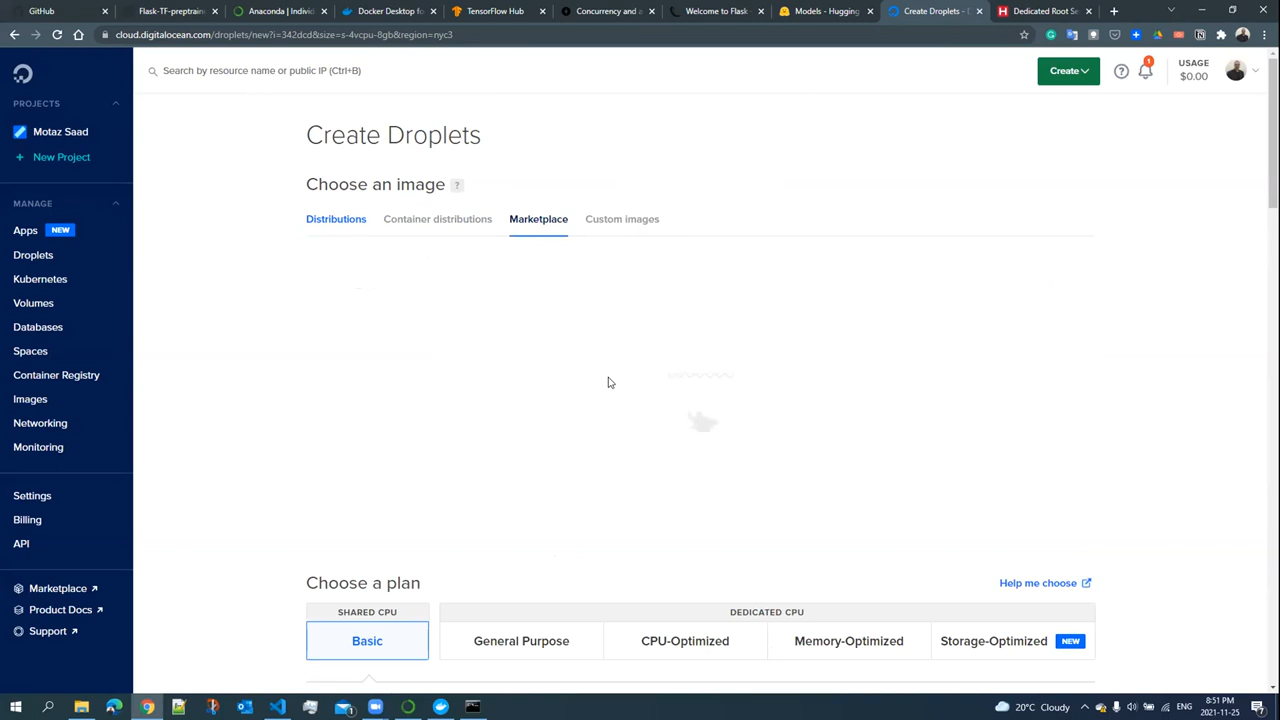 GitHub
Flask-TF-pretraine
Anaconda | Individ
Docker Desktop fo
TensorFlow Hub
Concurrency and a
Welcome to Flask
Models - Hugging
Create Droplets -
Dedicated Root Se
cloud.digitalocean.com/droplets/new?i=342dcd&size=s-4vcpu-8gb&region=nyc3
Search by resource name or public IP (Ctrl+B)
Create
?
1
USAGE
$0.00
PROJECTS
Motaz Saad
+ New Project
MANAGE
Apps NEW
Droplets
Kubernetes
Volumes
Databases
Spaces
Container Registry
Images
Networking
Monitoring
Settings
Billing
API
Marketplace
Product Docs
Support
Create Droplets
Choose an image ?
Distributions Container distributions Marketplace Custom images
Choose a plan
Help me choose
SHARED CPU
DEDICATED CPU
Basic
General Purpose
CPU-Optimized
Memory-Optimized
Storage-Optimized NEW
20°C Cloudy
ENG
8:51 PM
2021-11-25